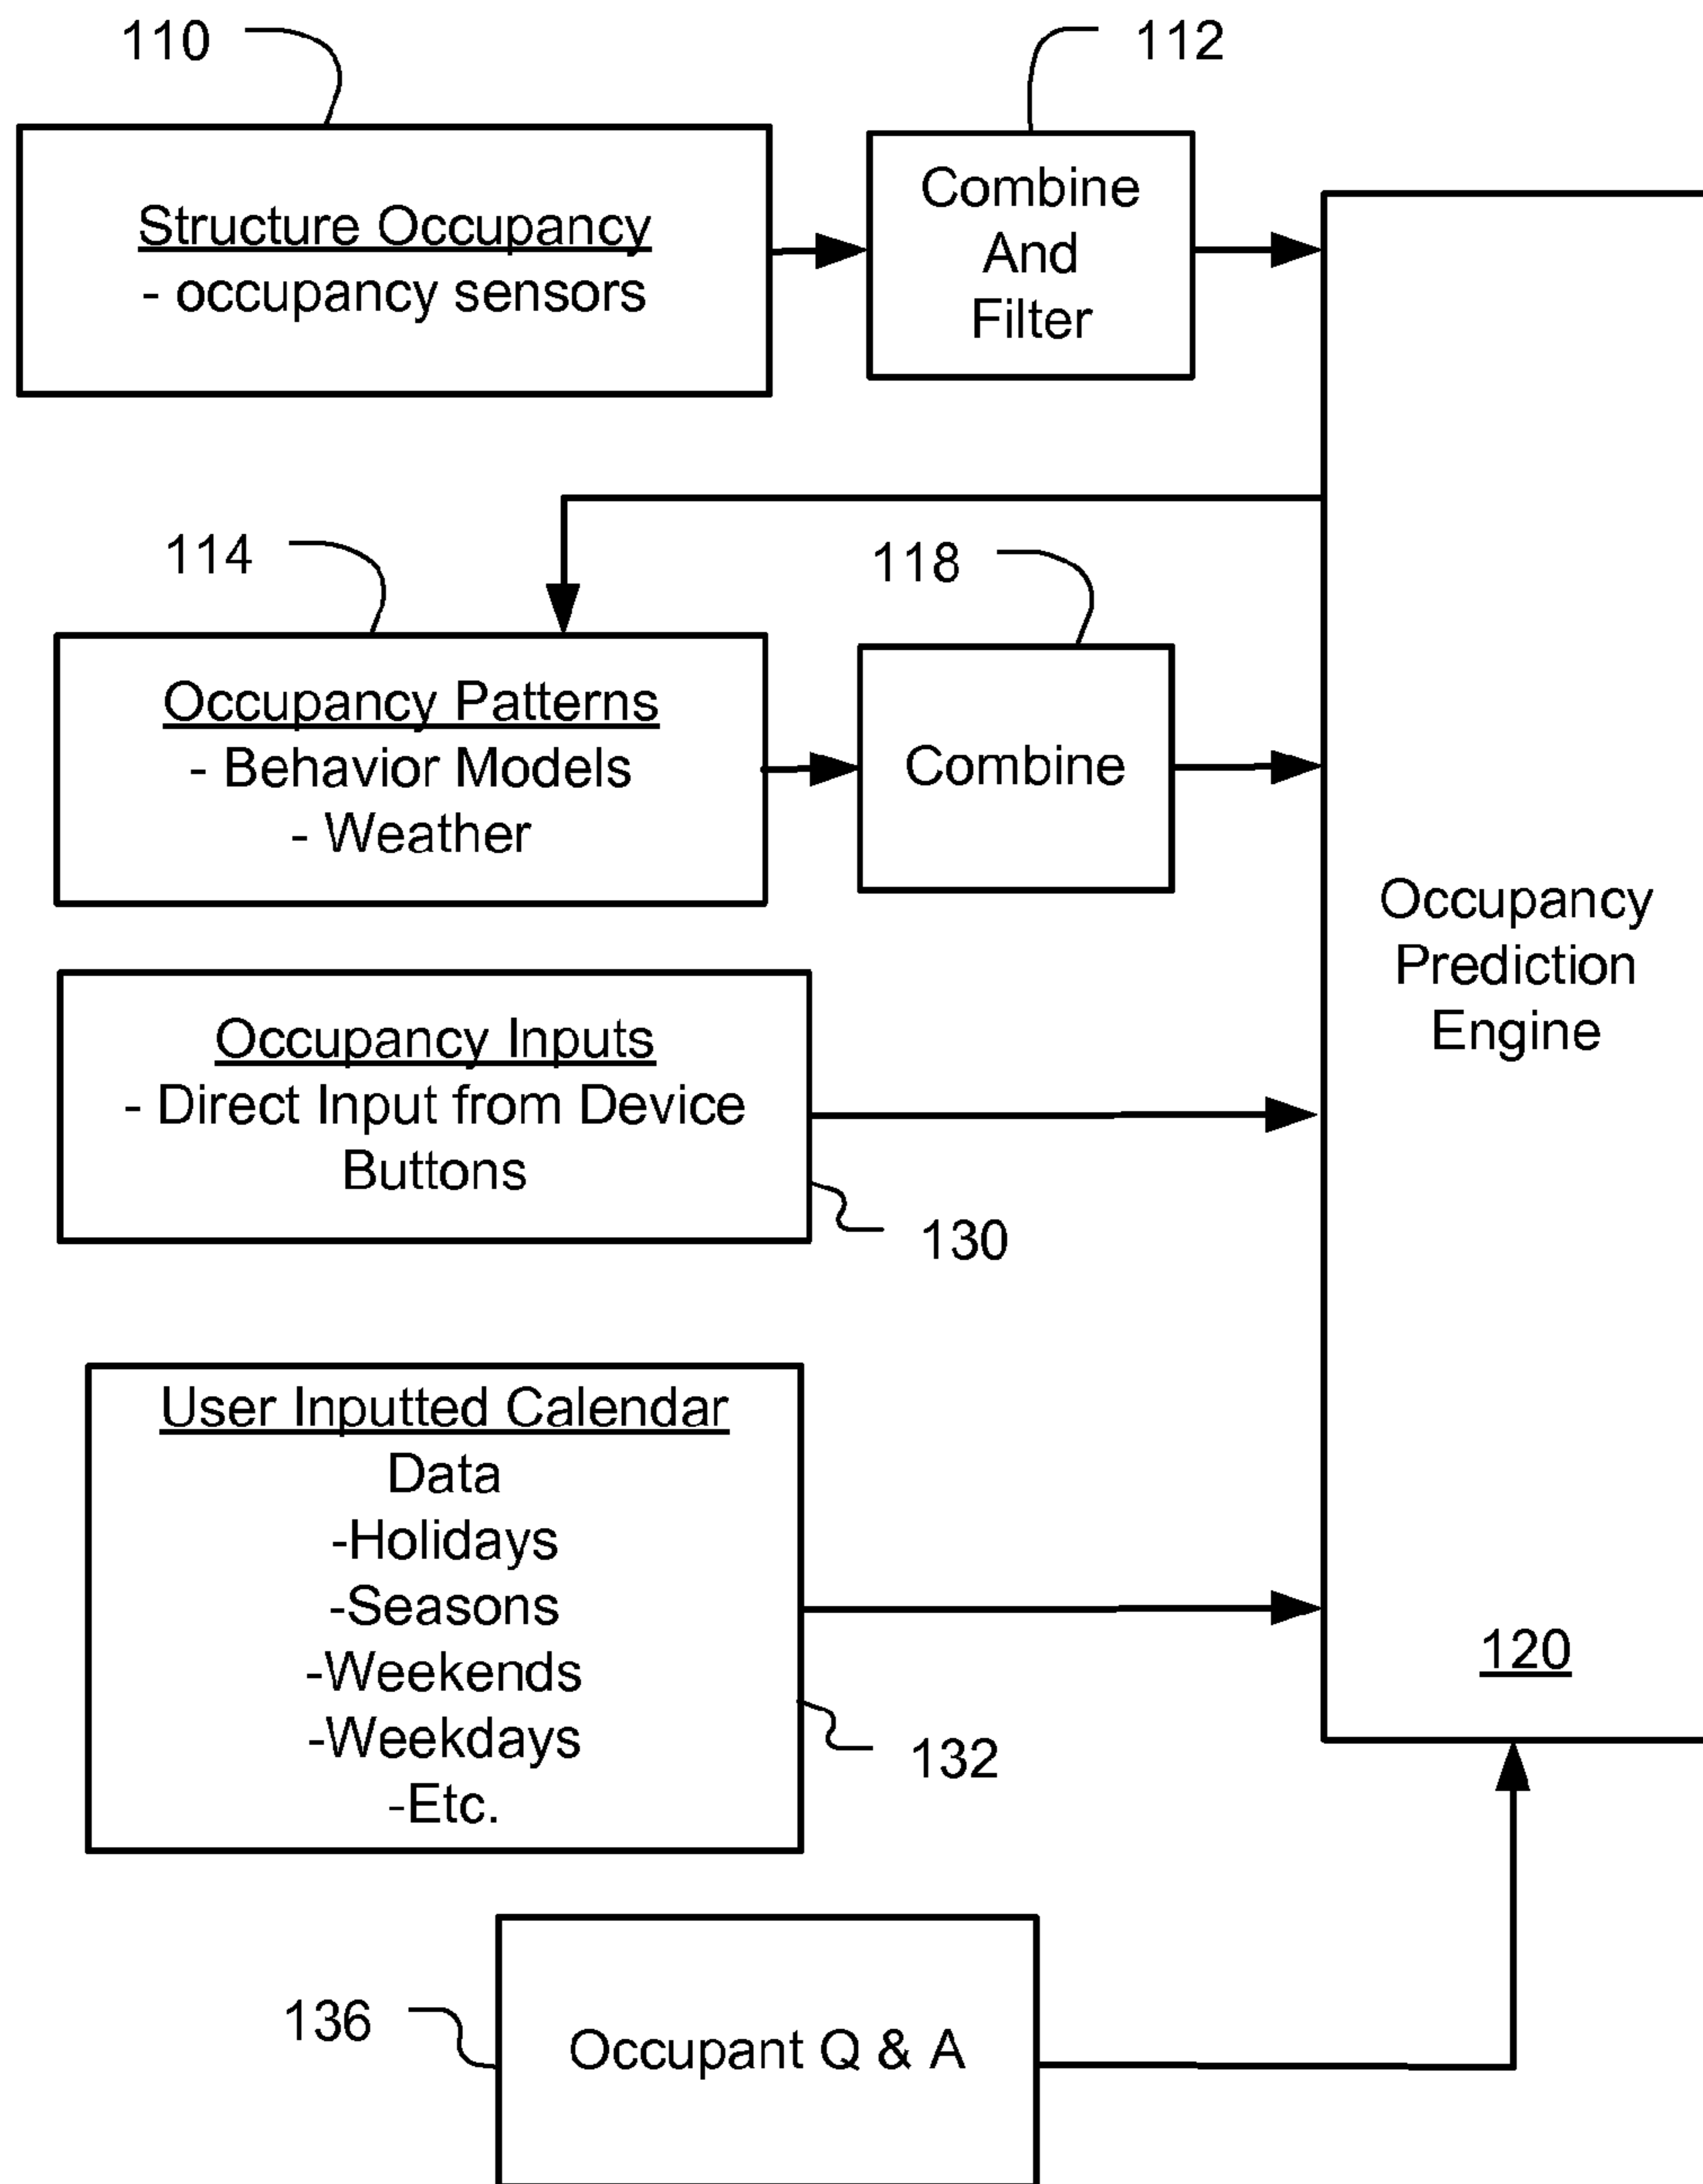 110
112
Structure Occupancy
- occupancy sensors
Combine
And
Filter
114
118
Occupancy Patterns
- Behavior Models
- Weather
Combine
Occupancy
Prediction
Engine
Occupancy Inputs
- Direct Input from Device
Buttons
130
User Inputted Calendar
Data
-Holidays
-Seasons
-Weekends
-Weekdays
-Etc.
120
132
136
Occupant Q & A